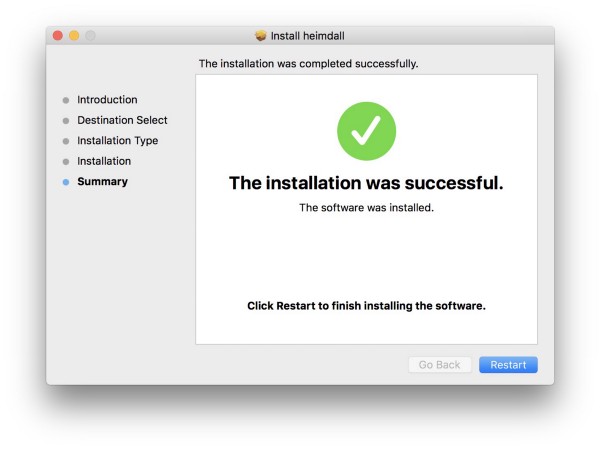 Install heimdall
The installation was completed successfully.
Introduction
Destination Select
Installation Type
Installation
Summary
The installation was successful.
The software was installed.
Click Restart to finish installing the software.
Go Back
Restart